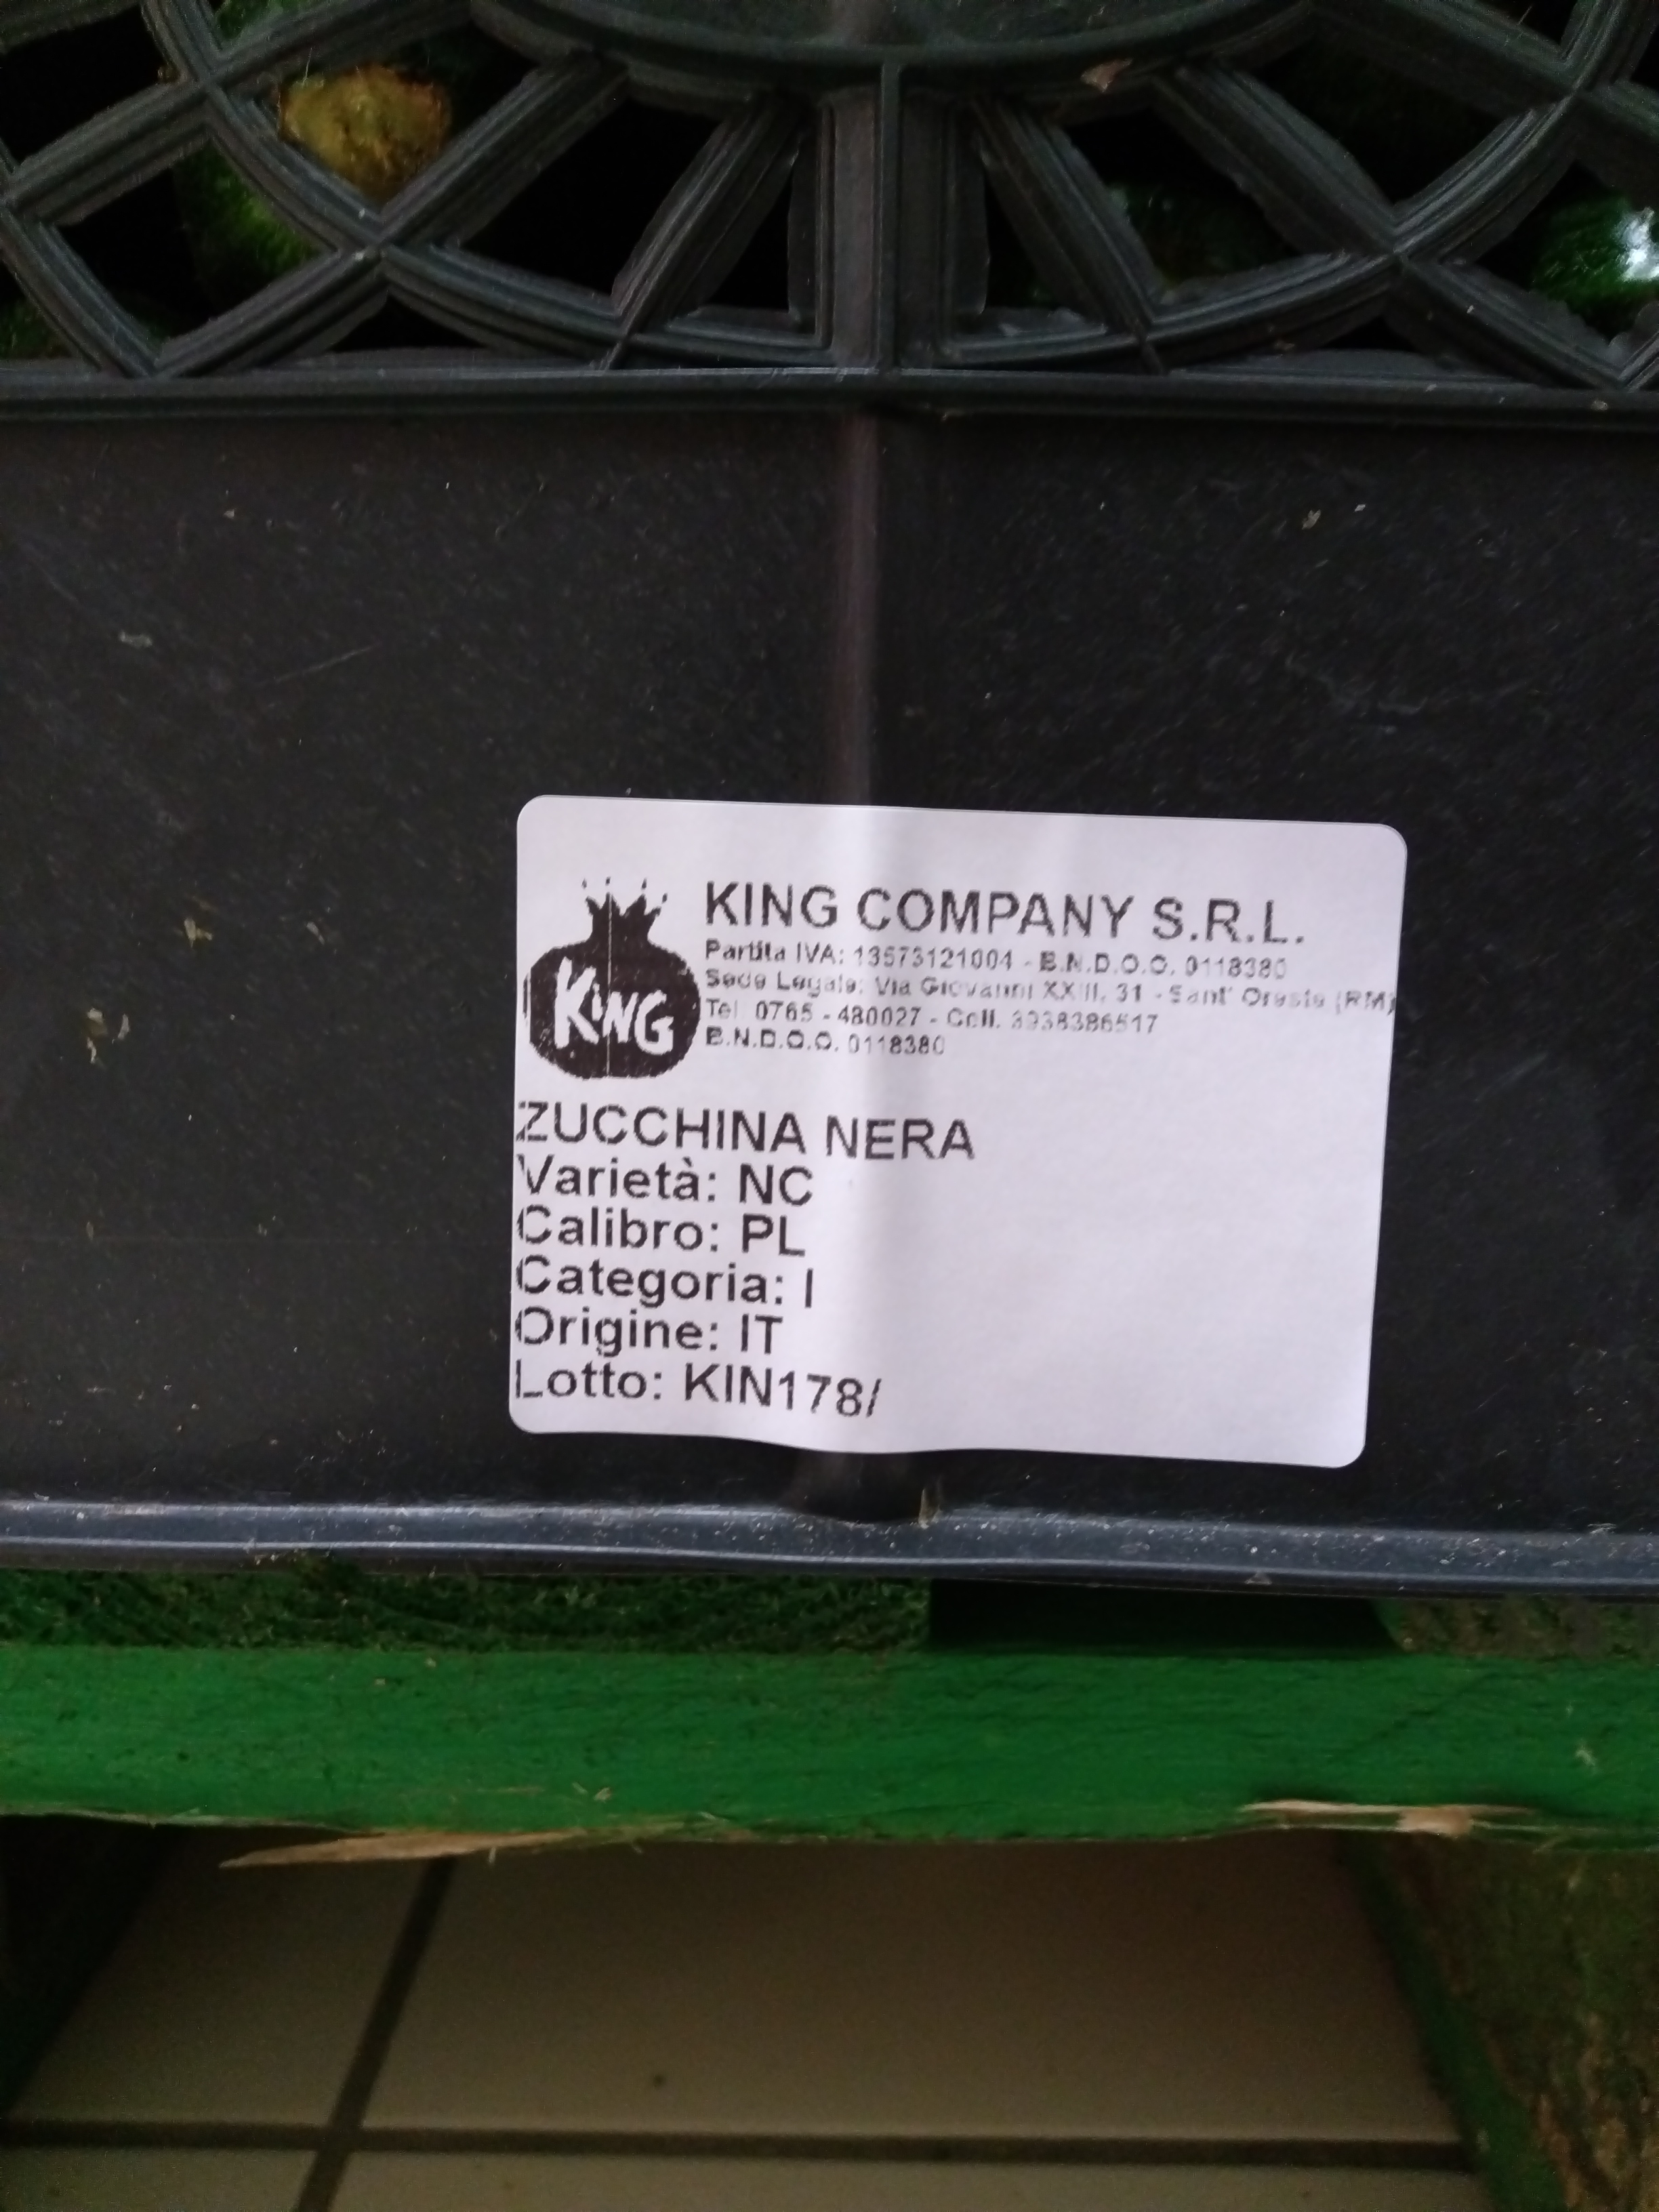 KING
KING COMPANY S.R.L.
Partita IVA: 13573121004 - B.N.D.O.O. 0118380
Sede Legale: Via Giovanni XXIII, 31 - Sant' Oreste (RM)
Tel. 0765 - 480027 - Cell. 3938386517
B.N.D.O.O. 0118380
ZUCCHINA NERA
Varietà: NC
Calibro: PL
Categoria: I
Origine: IT
Lotto: KIN178/